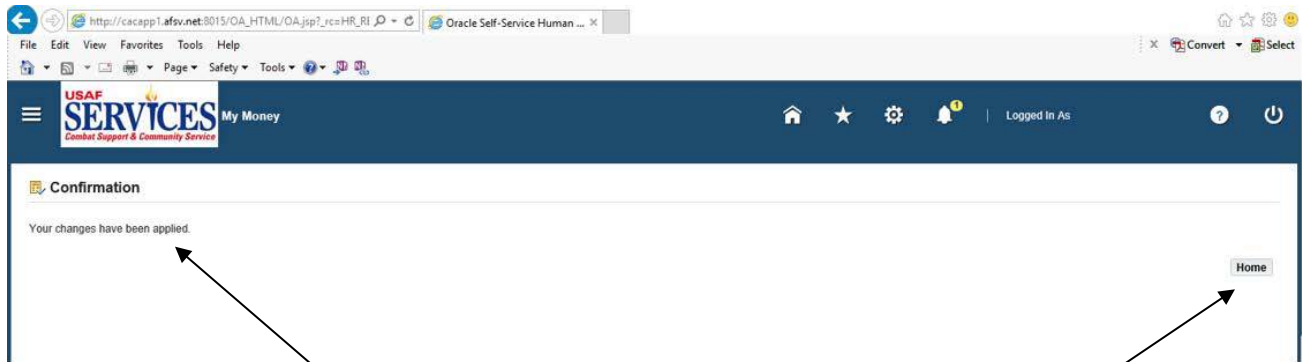 http://cacapp1.afsv.net:8015/OA_HTML/OA.jsp?_rc=HR_RI
Oracle Self-Service Human ...
File Edit View Favorites Tools Help
Convert Select
Page Safety Tools
USAF
SERVICES
Combat Support & Community Service
My Money
1
Logged In As
Confirmation
Your changes have been applied.
Home